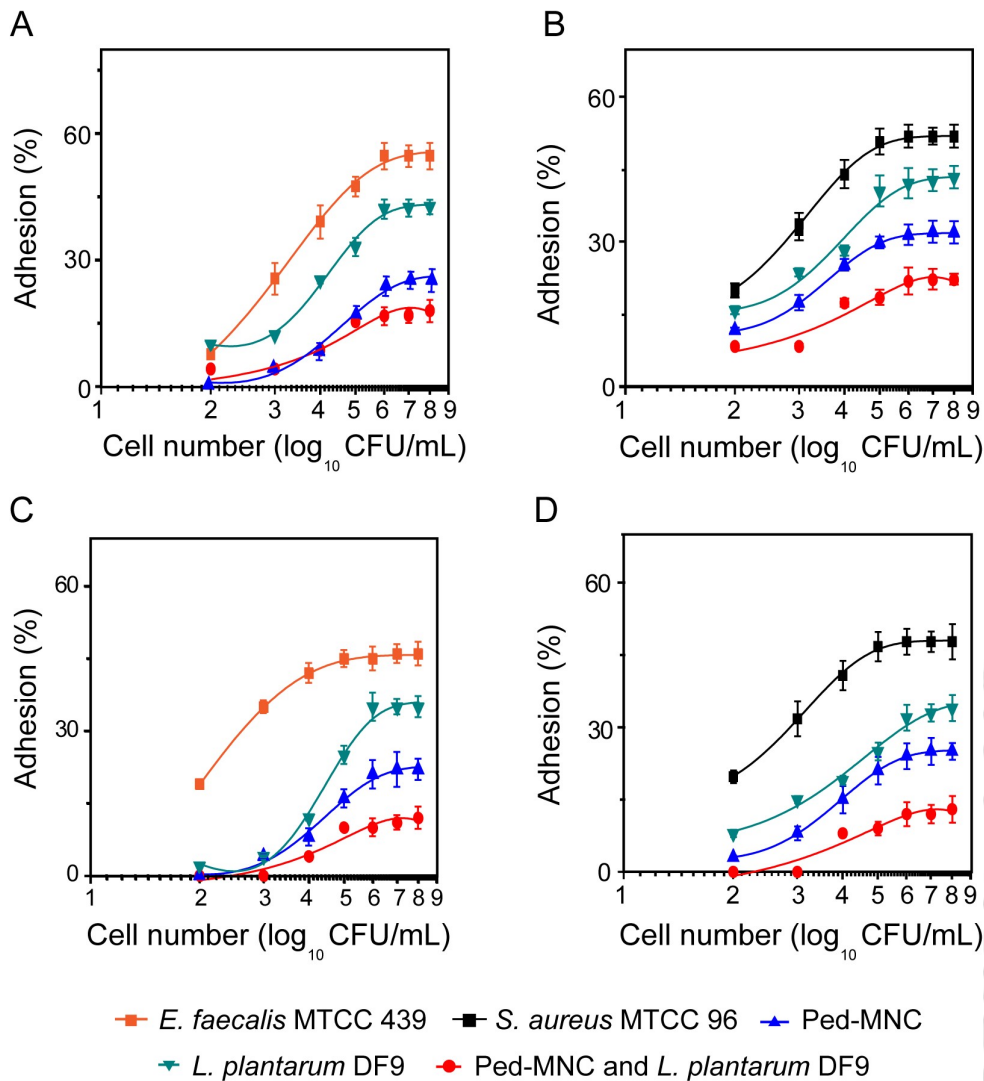 A
B
Adhesion (%)
60
30
0
1 2 3 4 5 6 7 8 9
Cell number (log10 CFU/mL)
Adhesion (%)
60
30
0
1 2 3 4 5 6 7 8 9
Cell number (log10 CFU/mL)
C
D
Adhesion (%)
60
30
0
1 2 3 4 5 6 7 8 9
Cell number (log10 CFU/mL)
Adhesion (%)
60
30
0
1 2 3 4 5 6 7 8 9
Cell number (log10 CFU/mL)
E. faecalis MTCC 439 S. aureus MTCC 96 Ped-MNC
L. plantarum DF9 Ped-MNC and L. plantarum DF9